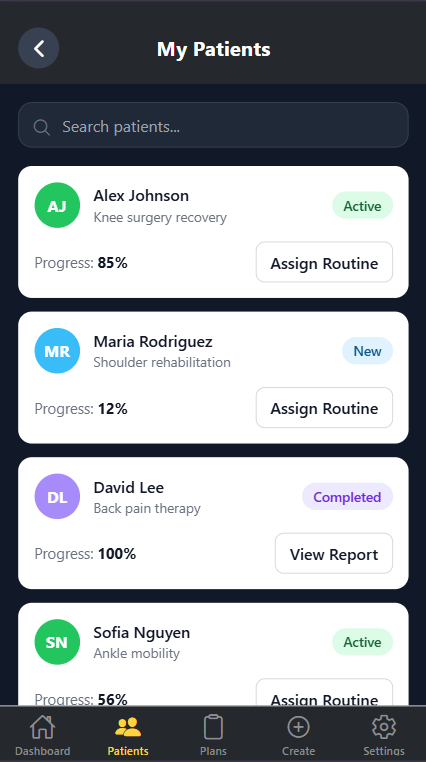 My Patients
Search patients...
AJ
Alex Johnson
Knee surgery recovery
Active
Progress: 85%
Assign Routine
MR
Maria Rodriguez
Shoulder rehabilitation
New
Progress: 12%
Assign Routine
DL
David Lee
Back pain therapy
Completed
Progress: 100%
View Report
SN
Sofia Nguyen
Ankle mobility
Active
Progress: 56%
Assign Routine
Dashboard
Patients
Plans
Create
Settings